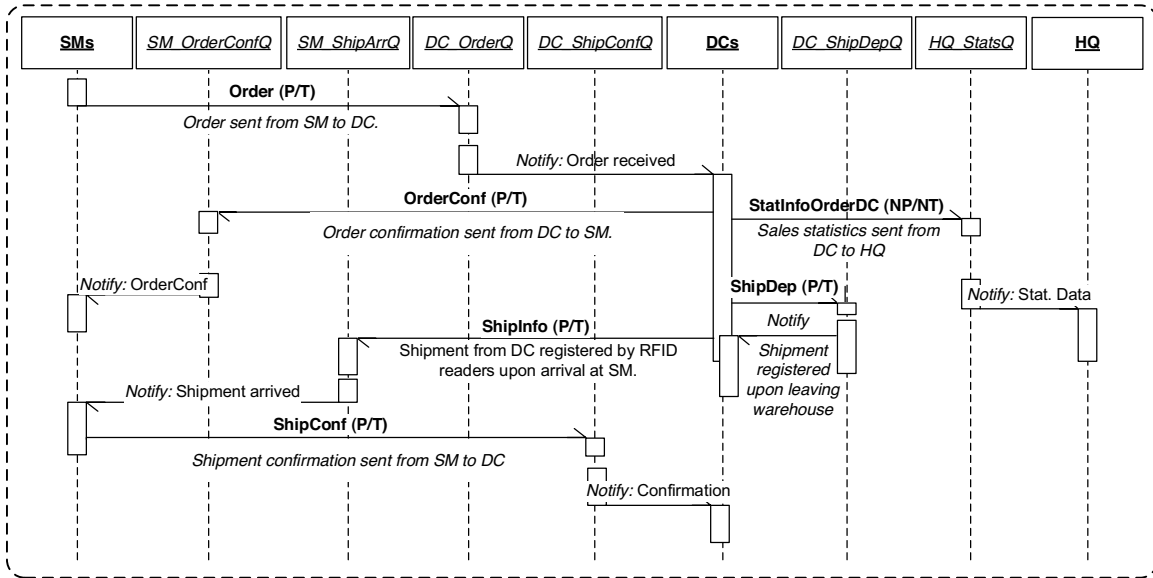 SMs
SM_OrderConfQ
SM_ShipArrQ
DC_OrderQ
DC_ShipConfQ
DCs
DC_ShipDepQ
HQ_StatsQ
HQ
Order (P/T)
Order sent from SM to DC.
Notify: Order received
OrderConf (P/T)
Order confirmation sent from DC to SM.
StatInfoOrderDC (NP/NT)
Sales statistics sent from
DC to HQ
Notify: OrderConf
ShipDep (P/T)
Notify: Stat. Data
Notify
ShipInfo (P/T)
Shipment from DC registered by RFID
readers upon arrival at SM.
Shipment
registered
upon leaving
warehouse
Notify: Shipment arrived
ShipConf (P/T)
Shipment confirmation sent from SM to DC
Notify: Confirmation